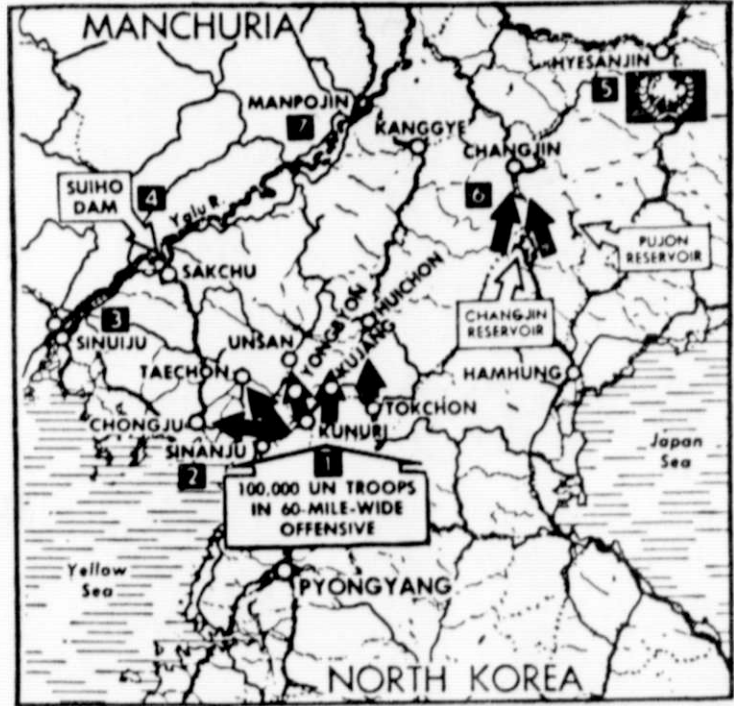 MANCHURIA
HYESANJIN
5
MANPOJIN
7
KANGGYE
CHANGJIN
SUIHO
DAM
4
Yalu R.
6
PUJON
RESERVOIR
SAKCHU
CHANGJIN
RESERVOIR
3
SINUIJU
HUICHON
UNSAN
YONGBYON
KUJANG
TAECHON
HAMHUNG
TOKCHON
CHONGJU
KUNURI
SINANJU
2
1
Japan
Sea
100,000 UN TROOPS
IN 60-MILE-WIDE
OFFENSIVE
Yellow
Sea
PYONGYANG
NORTH KOREA